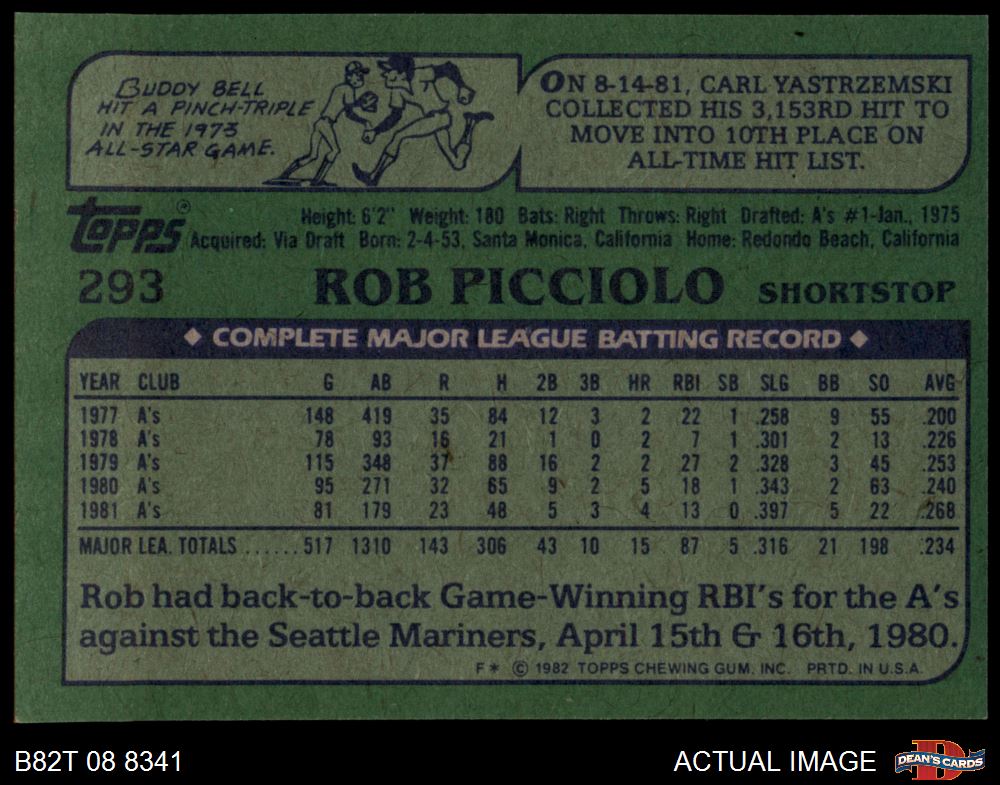 BUDDY BELL
HIT A PINCH-TRIPLE
IN THE 1973
ALL-STAR GAME.
ON 8-14-81, CARL YASTRZEMSKI
COLLECTED HIS 3,153RD HIT TO
MOVE INTO 10TH PLACE ON
ALL-TIME HIT LIST.
TOPPS®
Height: 6'2" Weight: 180 Bats: Right Throws: Right Drafted: A's #1-Jan., 1975
Acquired: Via Draft Born: 2-4-53, Santa Monica, California Home: Redondo Beach, California
293 ROB PICCIOLO SHORTSTOP
◆ COMPLETE MAJOR LEAGUE BATTING RECORD ◆
YEAR CLUB G AB R H 2B 3B HR RBI SB SLG BB SO AVG
1977 A's 148 419 35 84 12 3 2 22 1 .258 9 55 .200
1978 A's 78 93 16 21 1 0 2 7 1 .301 2 13 .226
1979 A's 115 348 37 88 16 2 2 27 2 .328 3 45 .253
1980 A's 95 271 32 65 9 2 5 18 1 .343 2 63 .240
1981 A's 81 179 23 48 5 3 4 13 0 .397 5 22 .268
MAJOR LEA. TOTALS ......517 1310 143 306 43 10 15 87 5 .316 21 198 .234
Rob had back-to-back Game-Winning RBI's for the A's
against the Seattle Mariners, April 15th & 16th, 1980.
F* © 1982 TOPPS CHEWING GUM, INC. PRTD. IN U.S.A.
B82T 08 8341
ACTUAL IMAGE
D
DEAN'S CARDS